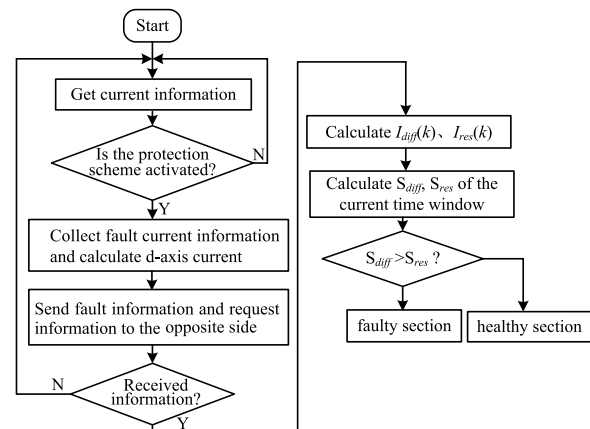 Start
Get current information
Is the protection
scheme activated?
N
Y
Collect fault current information
and calculate d-axis current
Send fault information and request
information to the opposite side
Received
information?
N
Y
Calculate I_diff(k)、I_res(k)
Calculate S_diff, S_res of the
current time window
S_diff >S_res ?
faulty section
healthy section